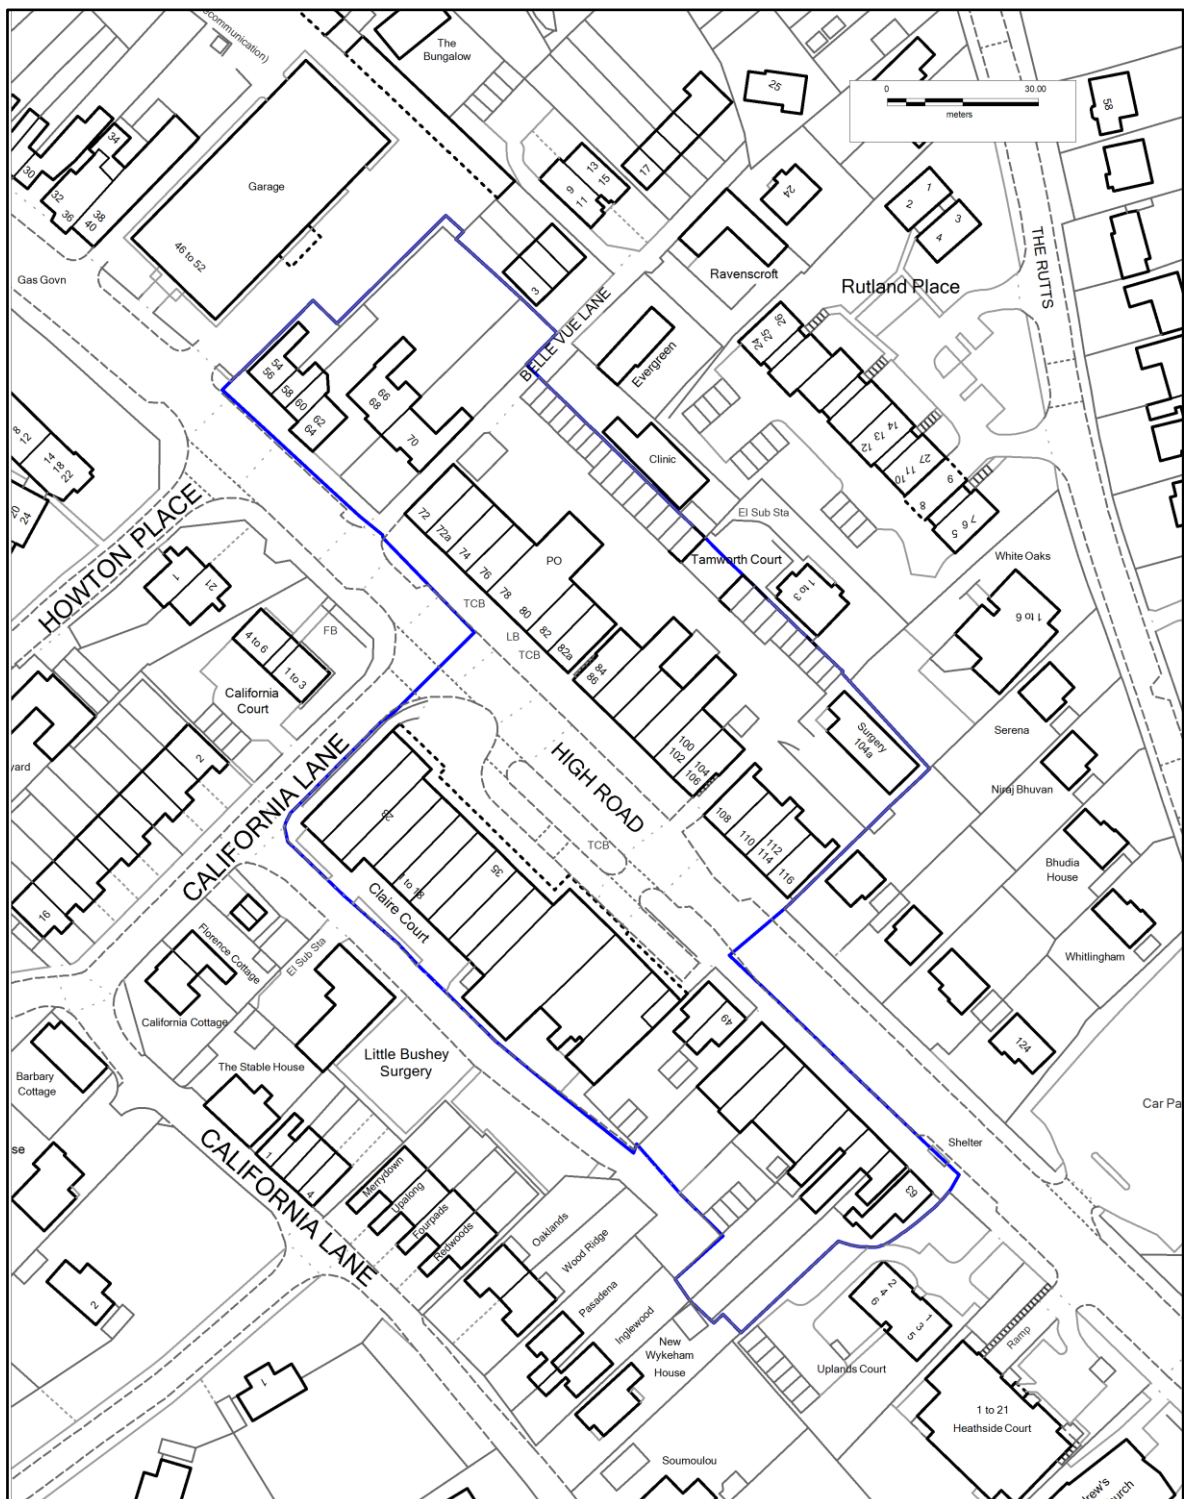 ecommunication)
The
Bungalow
25
0
30.00
meters
58
34
30
32
36
38
40
Garage
46 to 52
Gas Govn
13
15
9
11
17
24
1
2
3
4
Ravenscroft
Rutland Place
THE RUTTS
3
BELLE VUE LANE
Evergreen
26
25
24
54
56
58
60
62
64
66
68
70
8
12
14
18
22
20
24
HOWTON PLACE
14
13
12
27
11
10
9
8
7 6
5
Clinic
El Sub Sta
Tamworth Court
1 to 3
White Oaks
1 to 6
72
72a
74
76
78
80
82
82a
PO
TCB
LB
TCB
84
86
1
21
4 to 6
1 to 3
FB
California
Court
2
ward
16
CALIFORNIA LANE
HIGH ROAD
100
102
104
106
Surgery
104a
Serena
Niraj Bhuvan
108
110
112
114
116
TCB
28
35
1 to 18
Claire Court
Bhudia
House
Whitlingham
124
Florence Cottage
El Sub Sta
California Cottage
The Stable House
Little Bushey
Surgery
49
Barbary
Cottage
se
Car Pa
Shelter
63
1
4
CALIFORNIA LANE
Merrydown
Upalong
Fourpads
Redwoods
Oaklands
Wood Ridge
Pasadena
Inglewood
New
Wykeham
House
2
1
2
4
6
1
3
5
Uplands Court
Ramp
1 to 21
Heathside Court
Soumoulou
drew's
hurch